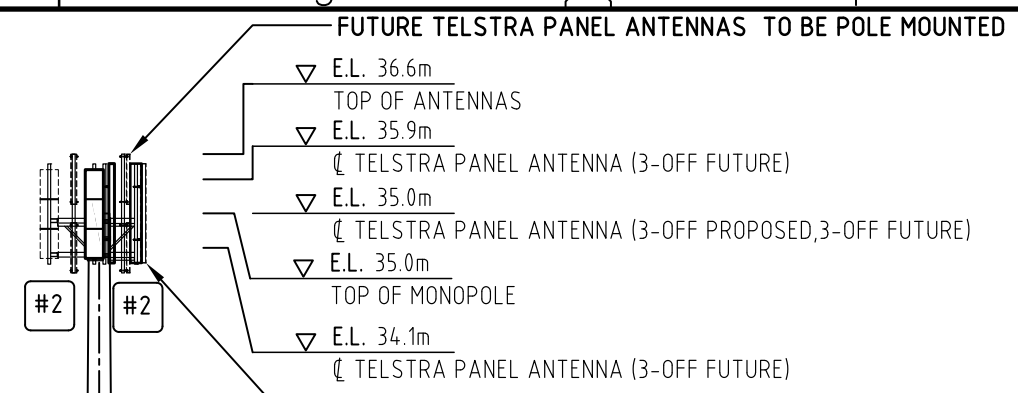 FUTURE TELSTRA PANEL ANTENNAS TO BE POLE MOUNTED
E.L. 36.6m
TOP OF ANTENNAS
E.L. 35.9m
℄ TELSTRA PANEL ANTENNA (3-OFF FUTURE)
E.L. 35.0m
℄ TELSTRA PANEL ANTENNA (3-OFF PROPOSED,3-OFF FUTURE)
E.L. 35.0m
TOP OF MONOPOLE
#2 #2
E.L. 34.1m
℄ TELSTRA PANEL ANTENNA (3-OFF FUTURE)